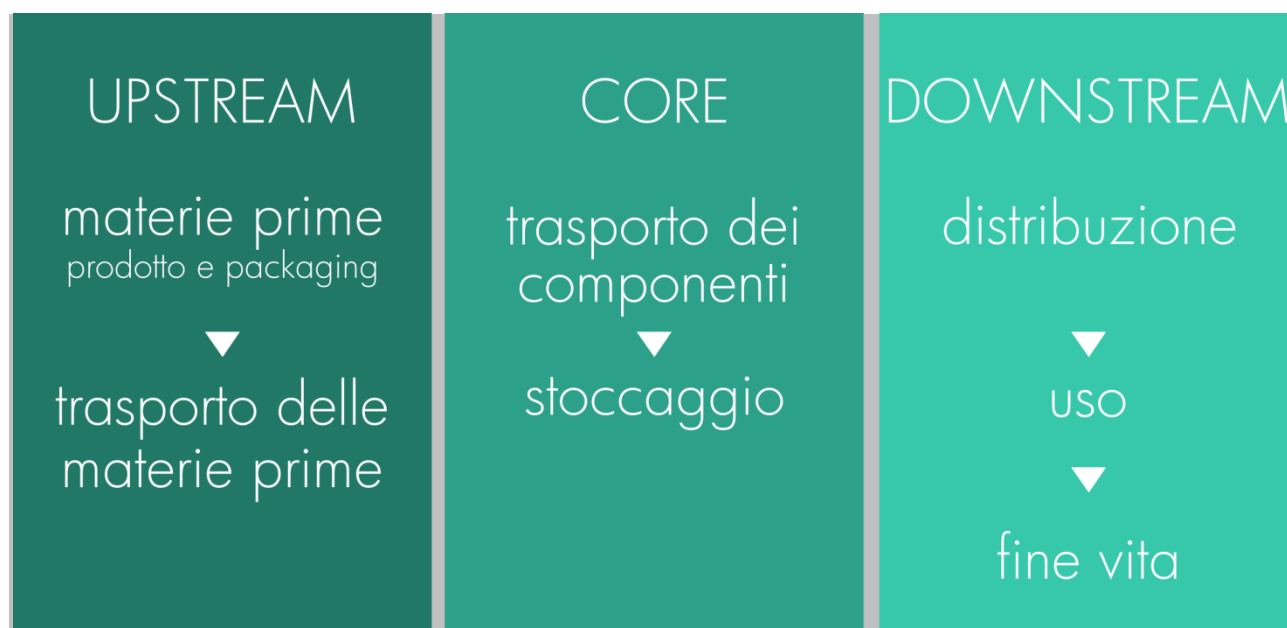 UPSTREAM
materie prime
prodotto e packaging
trasporto delle
materie prime
CORE
trasporto dei
componenti
stoccaggio
DOWNSTREAM
distribuzione
uso
fine vita